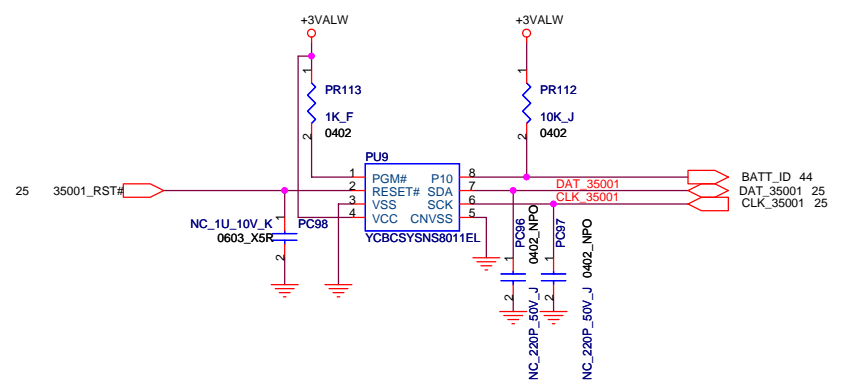 +3VALW
+3VALW
1
PR113
1K_F
0402
2
1
PR112
10K_J
0402
2
PU9
1 PGM# P10 8
2 RESET# SDA 7
3 VSS SCK 6
4 VCC CNVSS 5
YCBCSYSNS8011EL
25 35001_RST#
BATT_ID 44
DAT_35001
DAT_35001 25
CLK_35001
CLK_35001 25
NC_1U_10V_K
0603_X5R
PC98
1
2
PC96
0402_NPO
NC_220P_50V_J
1
2
PC97
0402_NPO
NC_220P_50V_J
1
2